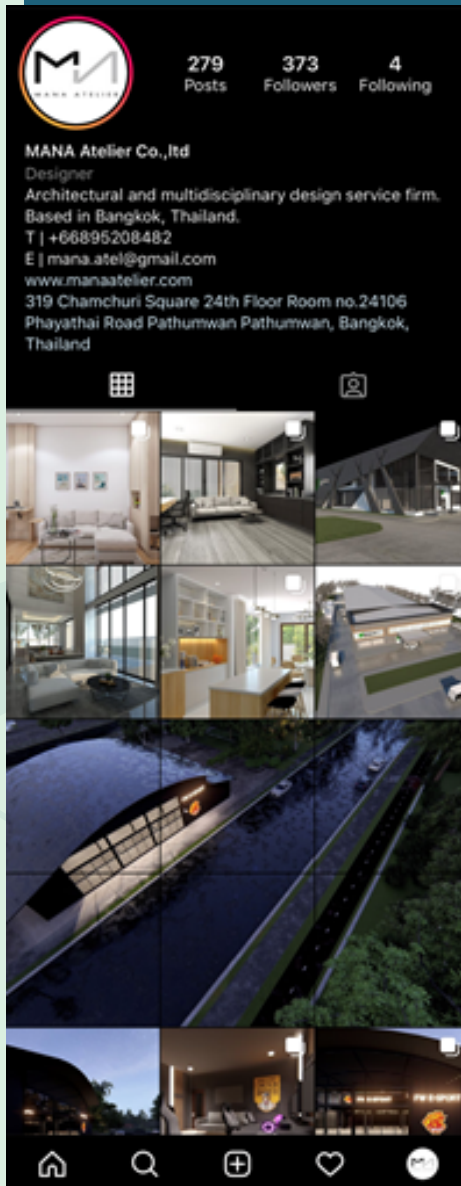 MANA ATELIER
279 373 4
Posts Followers Following
MANA Atelier Co.,ltd
Designer
Architectural and multidisciplinary design service firm.
Based in Bangkok, Thailand.
T | +66895208482
E | mana.atel@gmail.com
www.manaatelier.com
319 Chamchuri Square 24th Floor Room no.24106
Phayathai Road Pathumwan Pathumwan, Bangkok,
Thailand